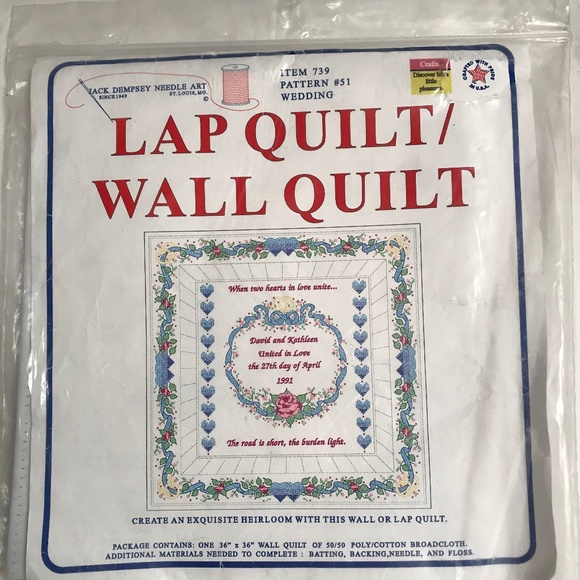 JACK DEMPSEY NEEDLE ART
SINCE 1949 ST. LOUIS, MO.
©
ITEM 739
PATTERN #51
WEDDING
Crafts
Discover life's
little
pleasures
CRAFTED WITH PRIDE
IN U.S.A.
LAP QUILT/
WALL QUILT
When two hearts in love unite...
David and Kathleen
United in Love
the 27th day of April
1991
The road is short, the burden light.
CREATE AN EXQUISITE HEIRLOOM WITH THIS WALL OR LAP QUILT.
PACKAGE CONTAINS: ONE 36" x 36" WALL QUILT OF 50/50 POLY/COTTON BROADCLOTH.
ADDITIONAL MATERIALS NEEDED TO COMPLETE : BATTING, BACKING,NEEDLE, AND FLOSS.